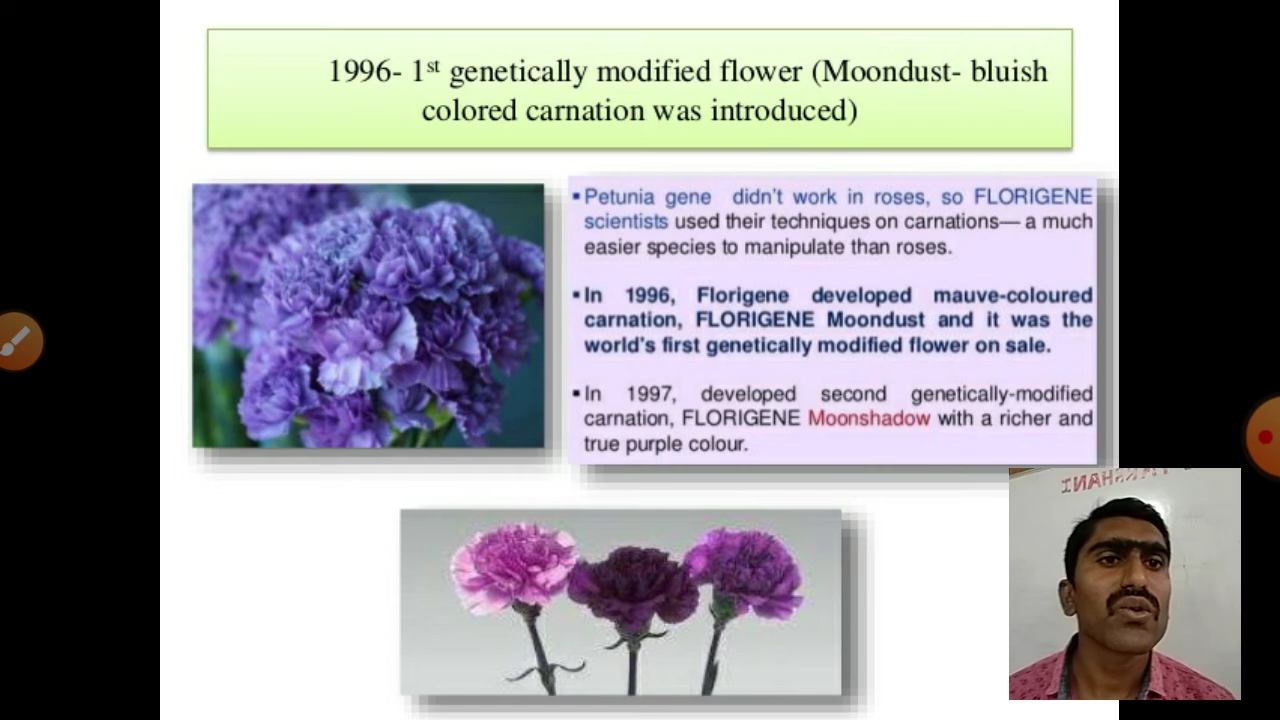 1996- 1st genetically modified flower (Moondust- bluish
colored carnation was introduced)
▪Petunia gene didn't work in roses, so FLORIGENE
scientists used their techniques on carnations— a much
easier species to manipulate than roses.
▪In 1996, Florigene developed mauve-coloured
carnation, FLORIGENE Moondust and it was the
world's first genetically modified flower on sale.
▪In 1997, developed second genetically-modified
carnation, FLORIGENE Moonshadow with a richer and
true purple colour.